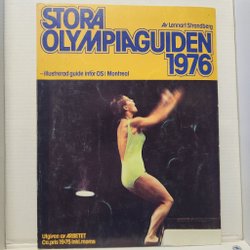 STORA
Av Lennart Strandberg
OLYMPIAGUIDEN
1976
–illustrerad guide inför OS i Montreal
Utgiven av ARBETET
Ca.pris 19:75 inkl.moms